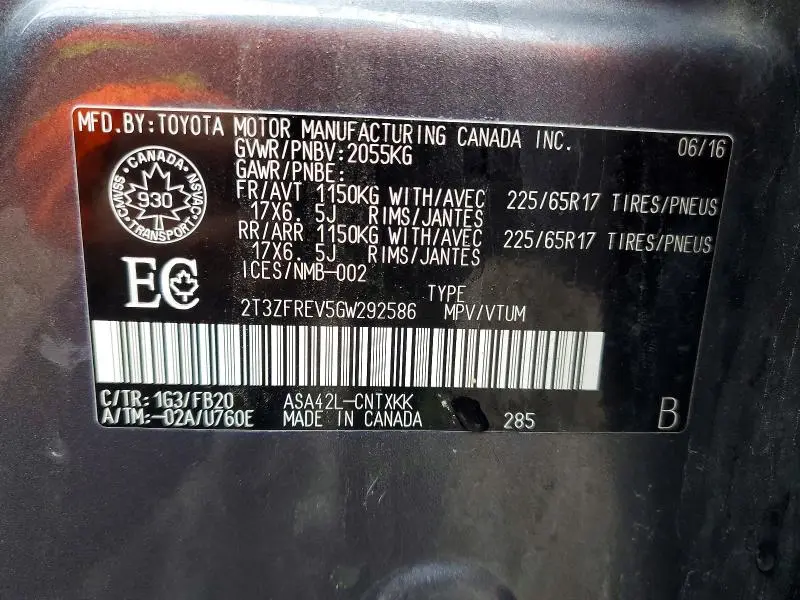 MFD.BY:TOYOTA MOTOR MANUFACTURING CANADA INC. 06/16
GVWR/PNBV:2055KG
GAWR/PNBE:
FR/AVT 1150KG WITH/AVEC 225/65R17 TIRES/PNEUS
17X6. 5J RIMS/JANTES
RR/ARR 1150KG WITH/AVEC 225/65R17 TIRES/PNEUS
17X6. 5J RIMS/JANTES
ICES/NMB-002
CANADA
CMVSS 930 NSVAC
TRANSPORT
EC
TYPE
2T3ZFREV5GW292586 MPV/VTUM
C/TR: 1G3/FB20 ASA42L-CNTXKK
A/TM:-02A/U760E MADE IN CANADA 285 B